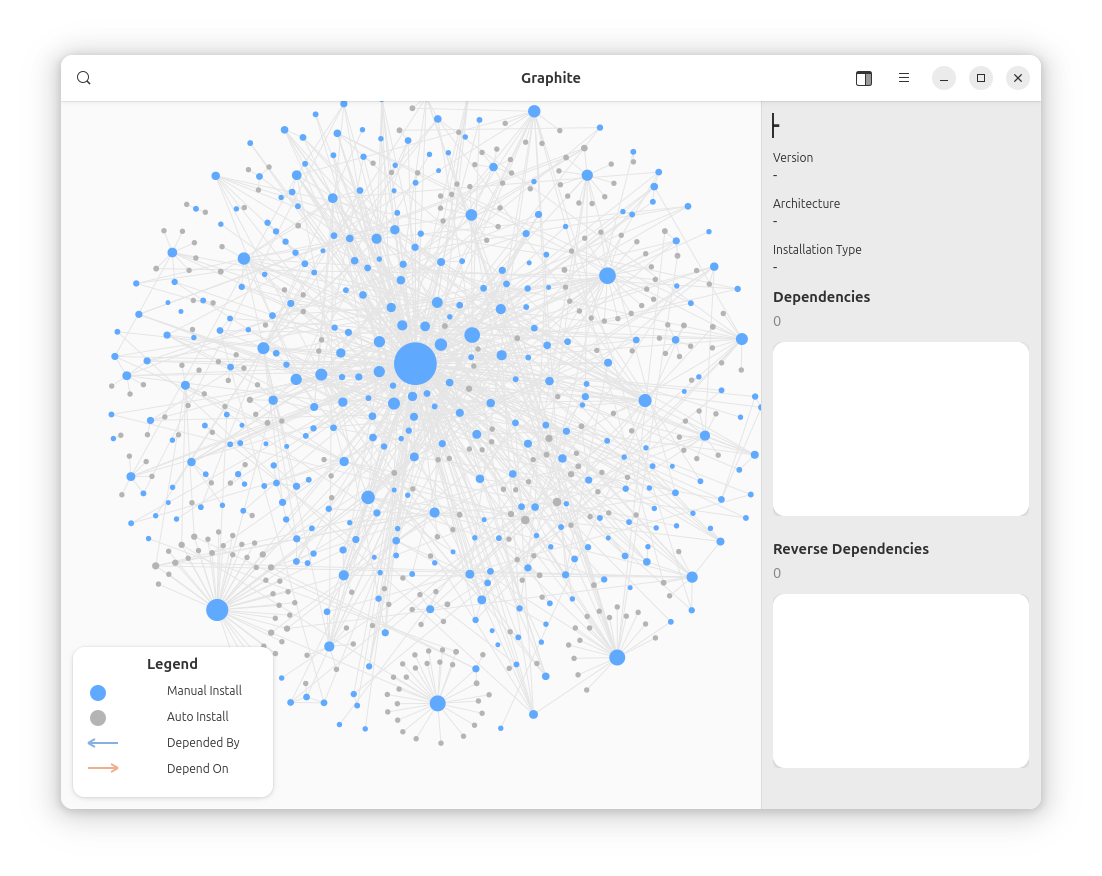 Graphite
-
Version
-
Architecture
-
Installation Type
-
Dependencies
0
Reverse Dependencies
0
Legend
Manual Install
Auto Install
Depended By
Depend On